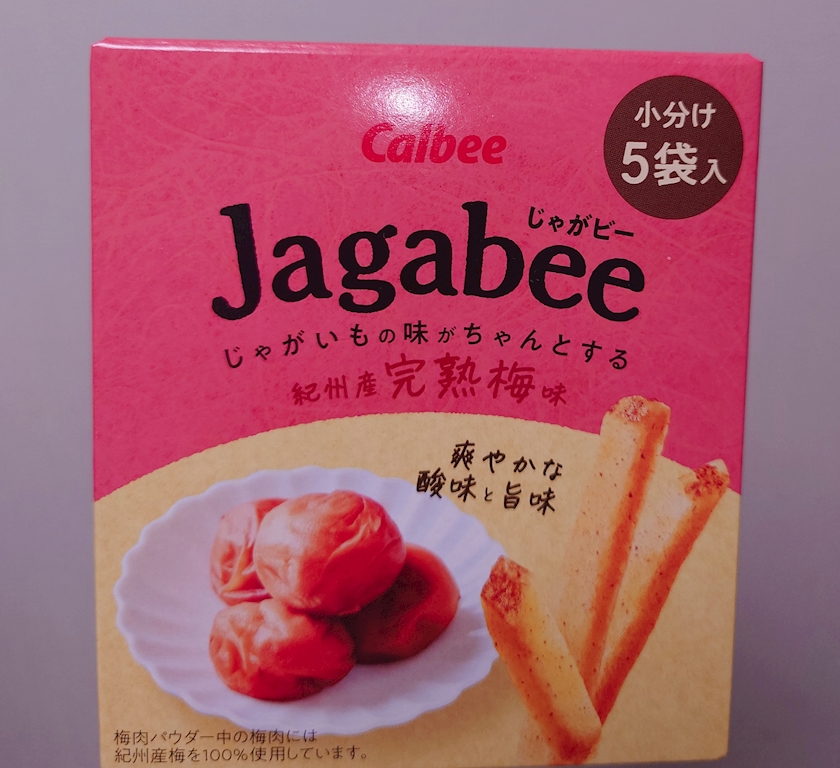 小分け
5袋入
Calbee
じゃがビー
Jagabee
じゃがいもの味がちゃんとする
紀州産完熟梅味
爽やかな
酸味と旨味
梅肉パウダー中の梅肉には
紀州産梅を100%使用しています。